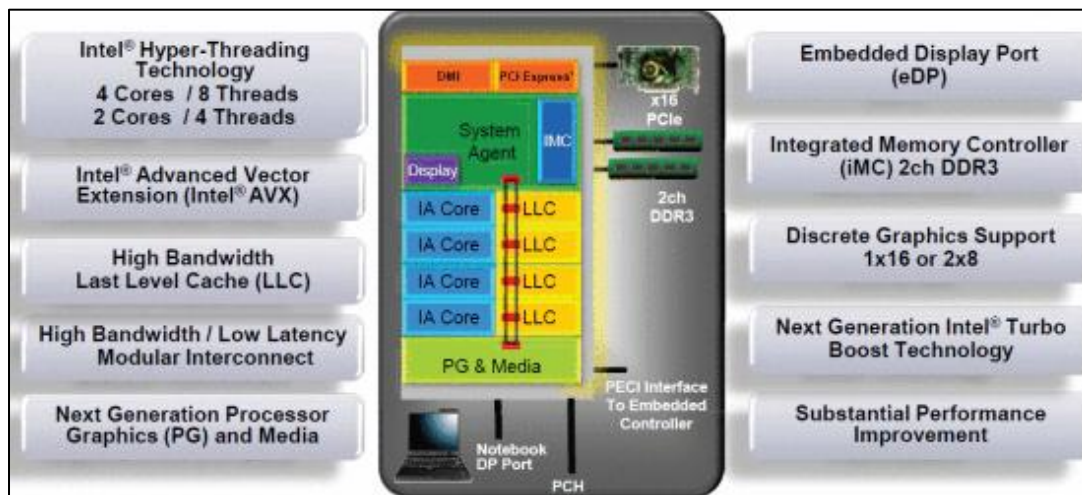 Intel® Hyper-Threading
Technology
4 Cores / 8 Threads
2 Cores / 4 Threads
Intel® Advanced Vector
Extension (Intel® AVX)
High Bandwidth
Last Level Cache (LLC)
High Bandwidth / Low Latency
Modular Interconnect
Next Generation Processor
Graphics (PG) and Media
DMI
PCI Express*
System
Agent
IMC
Display
IA Core
LLC
IA Core
LLC
IA Core
LLC
IA Core
LLC
PG & Media
x16
PCIe
2ch
DDR3
PECI Interface
To Embedded
Controller
Notebook
DP Port
PCH
Embedded Display Port
(eDP)
Integrated Memory Controller
(iMC) 2ch DDR3
Discrete Graphics Support
1x16 or 2x8
Next Generation Intel® Turbo
Boost Technology
Substantial Performance
Improvement